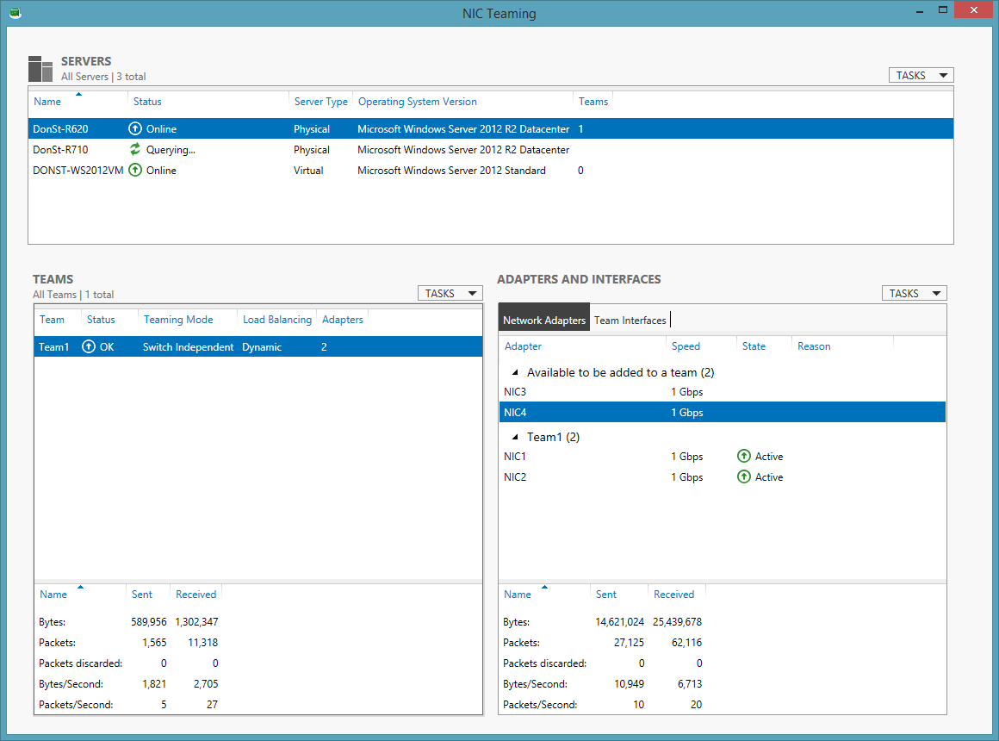 NIC Teaming
SERVERS
All Servers | 3 total
TASKS
Name Status Server Type Operating System Version Teams
DonSt-R620 Online Physical Microsoft Windows Server 2012 R2 Datacenter 1
DonSt-R710 Querying... Physical Microsoft Windows Server 2012 R2 Datacenter
DONST-WS2012VM Online Virtual Microsoft Windows Server 2012 Standard 0
TEAMS
All Teams | 1 total
TASKS
Team Status Teaming Mode Load Balancing Adapters
Team1 OK Switch Independent Dynamic 2
Name Sent Received
Bytes: 589,956 1,302,347
Packets: 1,565 11,318
Packets discarded: 0 0
Bytes/Second: 1,821 2,705
Packets/Second: 5 27
ADAPTERS AND INTERFACES
TASKS
Network Adapters Team Interfaces
Adapter Speed State Reason
Available to be added to a team (2)
NIC3 1 Gbps
NIC4 1 Gbps
Team1 (2)
NIC1 1 Gbps Active
NIC2 1 Gbps Active
Name Sent Received
Bytes: 14,621,024 25,439,678
Packets: 27,125 62,116
Packets discarded: 0 0
Bytes/Second: 10,949 6,713
Packets/Second: 10 20